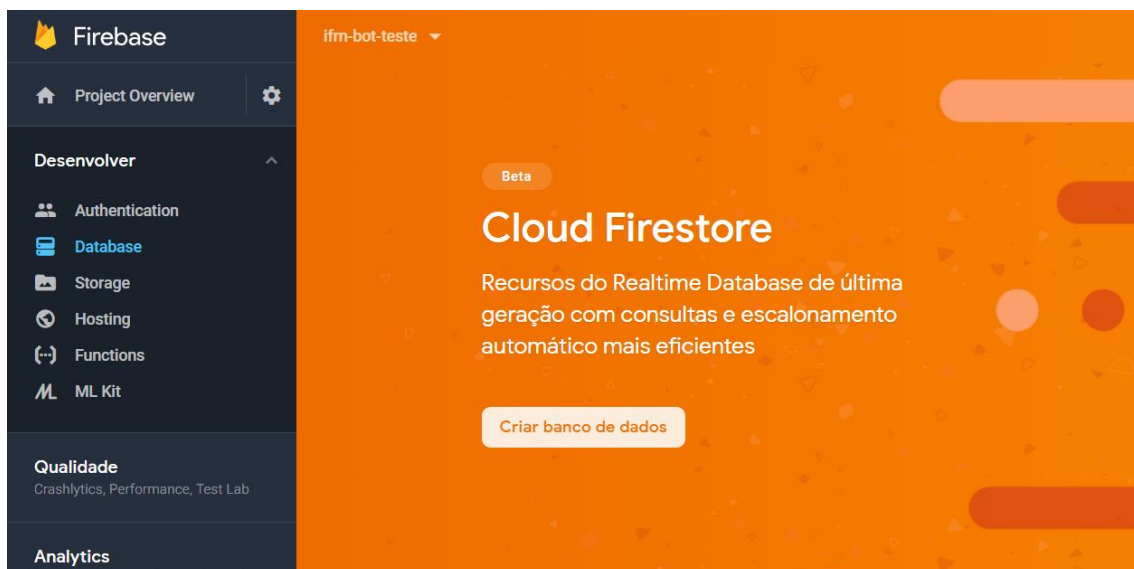 Firebase
Project Overview
Desenvolver
Authentication
Database
Storage
Hosting
Functions
ML Kit
Qualidade
Crashlytics, Performance, Test Lab
Analytics
ifrn-bot-teste
Beta
Cloud Firestore
Recursos do Realtime Database de última
geração com consultas e escalonamento
automático mais eficientes
Criar banco de dados